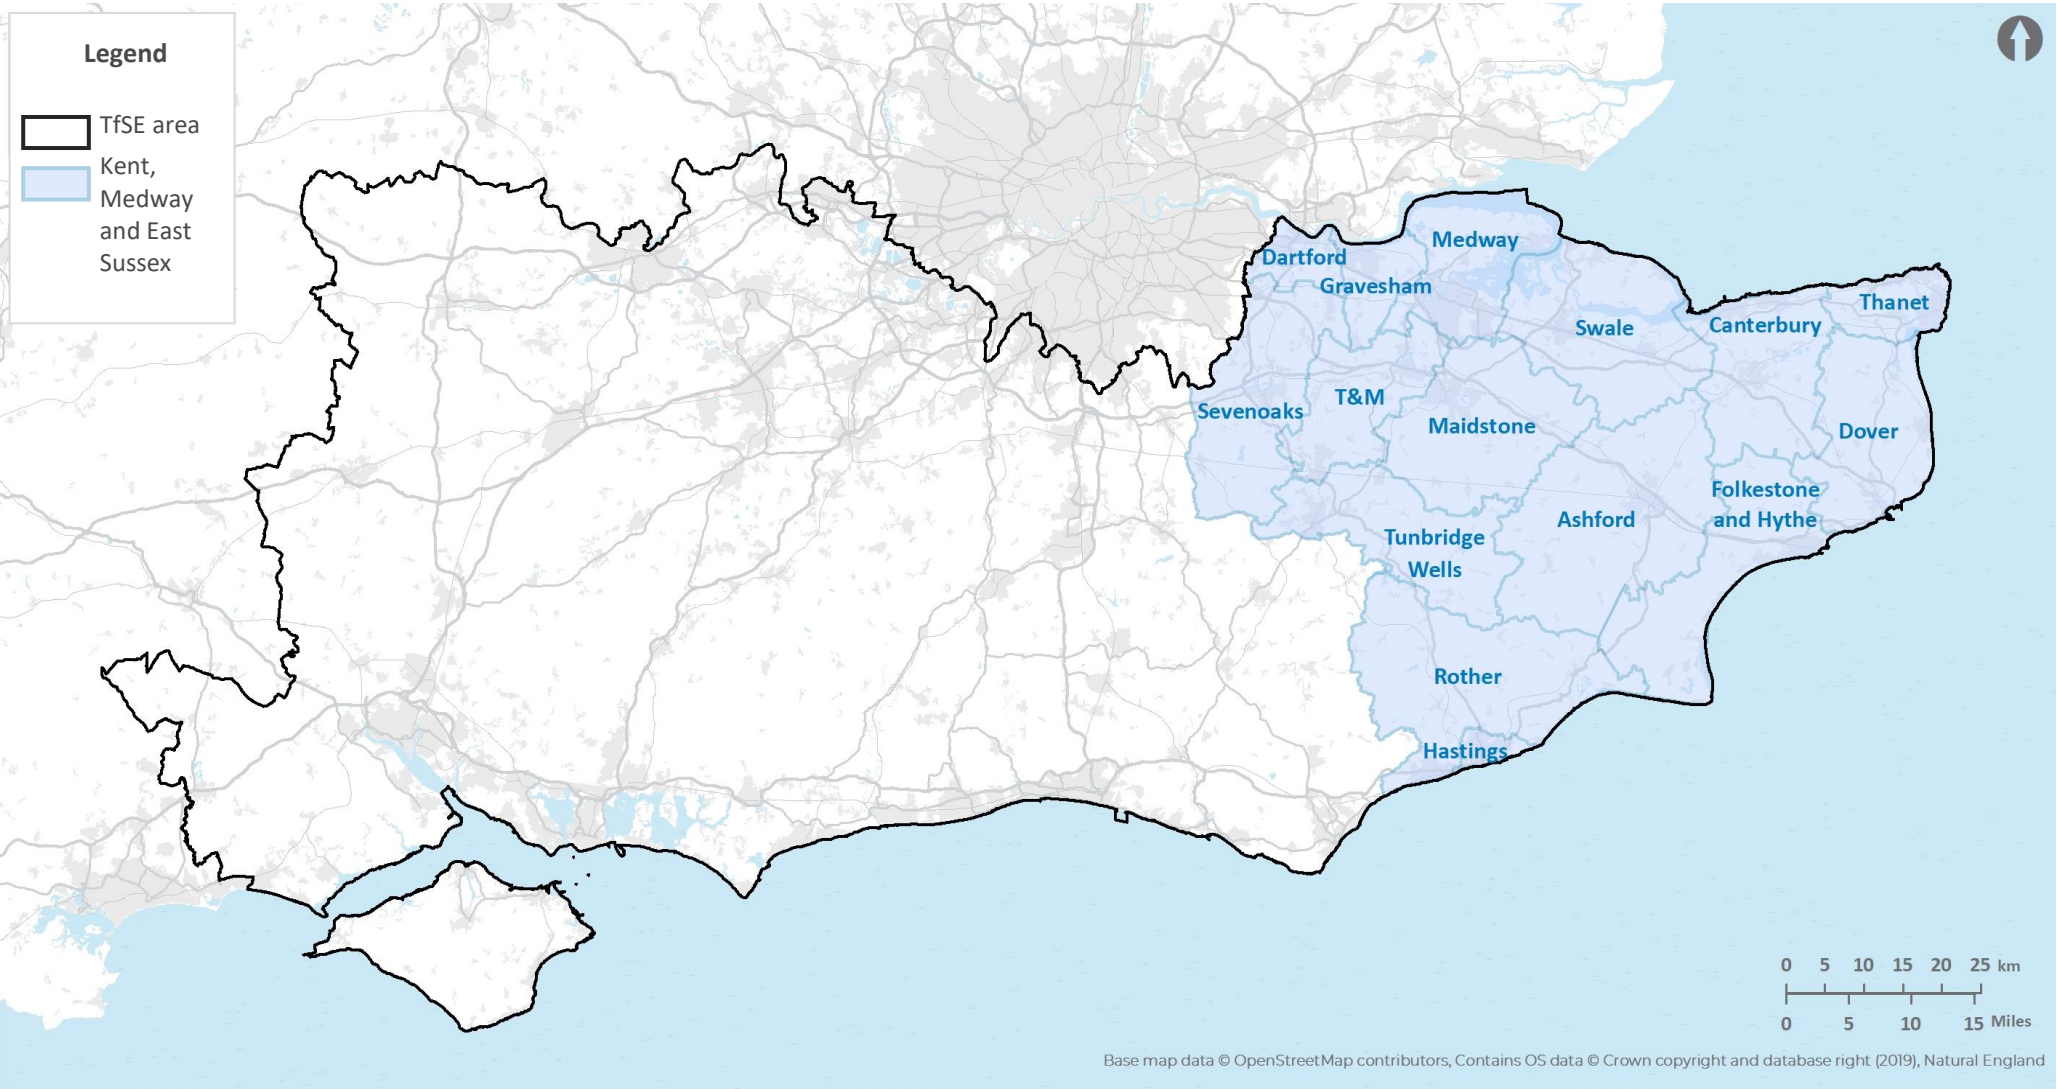 Legend
TfSE area
Kent,
Medway
and East
Sussex
Medway
Dartford
Gravesham
Thanet
Swale
Canterbury
T&M
Sevenoaks
Maidstone
Dover
Folkestone
and Hythe
Ashford
Tunbridge
Wells
Rother
Hastings
0 5 10 15 20 25 km
0 5 10 15 Miles
Base map data © OpenStreetMap contributors, Contains OS data © Crown copyright and database right (2019), Natural England